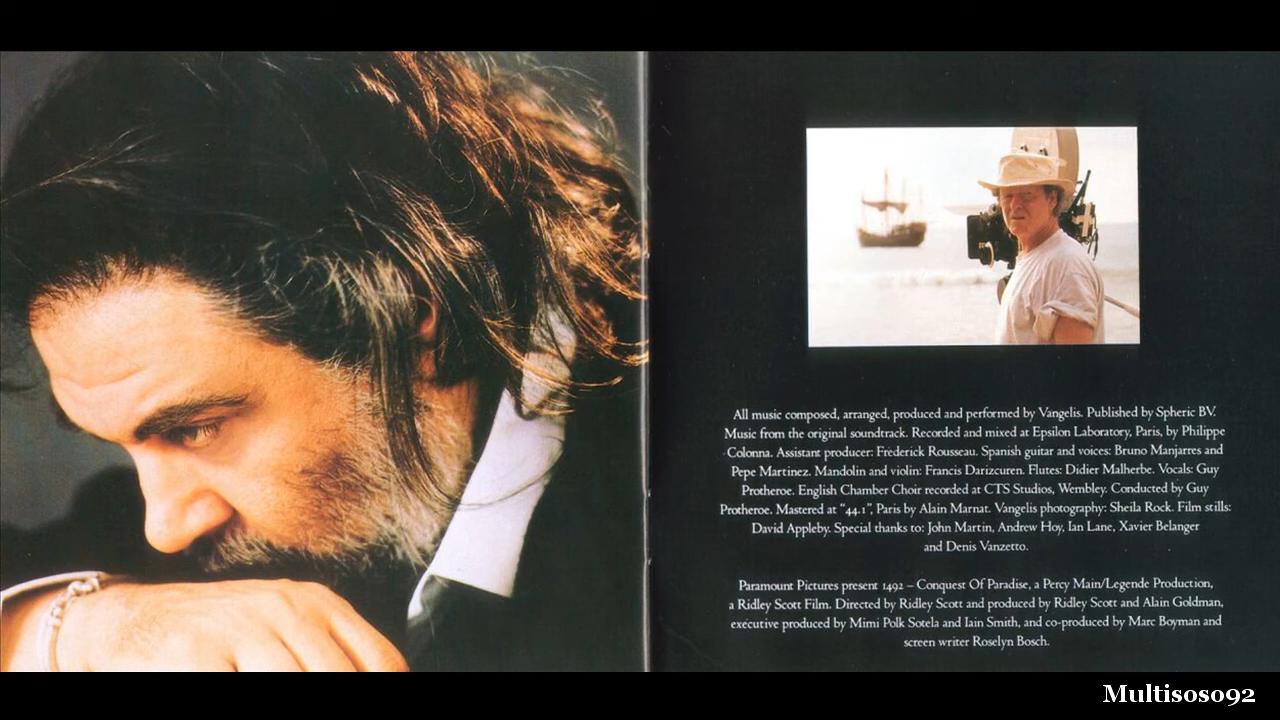 All music composed, arranged, produced and performed by Vangelis. Published by Spheric BV.
Music from the original soundtrack. Recorded and mixed at Epsilon Laboratory, Paris, by Philippe
Colonna. Assistant producer: Frederick Rousseau. Spanish guitar and voices: Bruno Manjarres and
Pepe Martinez. Mandolin and violin: Francis Darizcuren. Flutes: Didier Malherbe. Vocals: Guy
Protheroe. English Chamber Choir recorded at CTS Studios, Wembley. Conducted by Guy
Protheroe. Mastered at "44.1", Paris by Alain Marnat. Vangelis photography: Sheila Rock. Film stills:
David Appleby. Special thanks to: John Martin, Andrew Hoy, Ian Lane, Xavier Belanger
and Denis Vanzetto.
Paramount Pictures present 1492 – Conquest Of Paradise, a Percy Main/Legende Production,
a Ridley Scott Film. Directed by Ridley Scott and produced by Ridley Scott and Alain Goldman,
executive produced by Mimi Polk Sotela and Iain Smith, and co-produced by Marc Boyman and
screen writer Roselyn Bosch.
Multisoso92